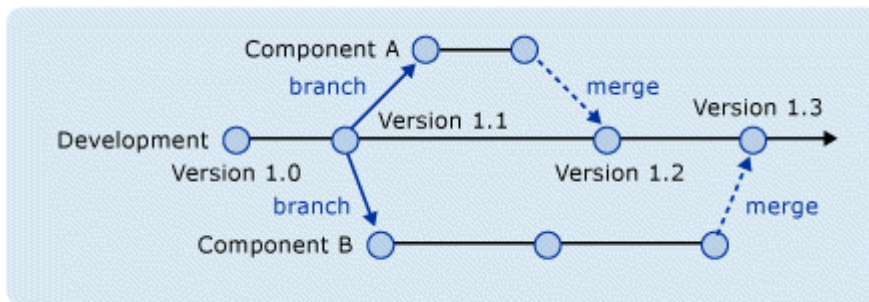 Component A
branch
merge
Version 1.3
Version 1.1
Development
Version 1.0
Version 1.2
branch
merge
Component B